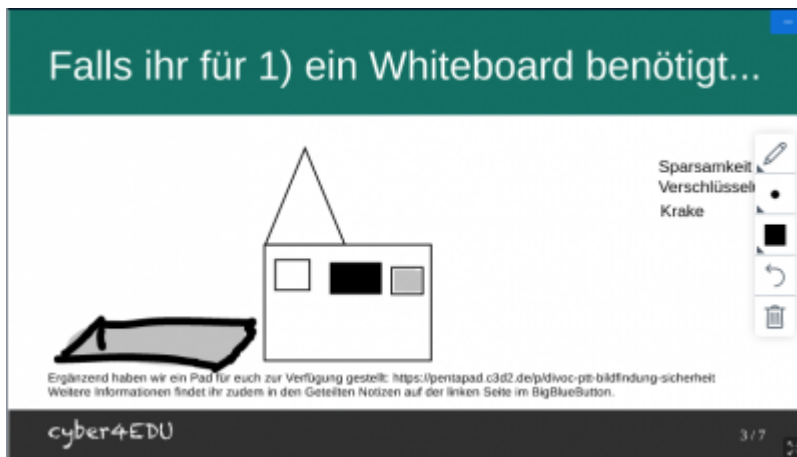 Falls ihr für 1) ein Whiteboard benötigt...
Sparsamkeit
Verschlüssel
Krake
Ergänzend haben wir ein Pad für euch zur Verfügung gestellt: https://pentapad.c3d2.de/p/divoc-ptt-bildfindung-sicherheit
Weitere Informationen findet ihr zudem in den Geteilten Notizen auf der linken Seite im BigBlueButton.
cyber4EDU
3 / 7